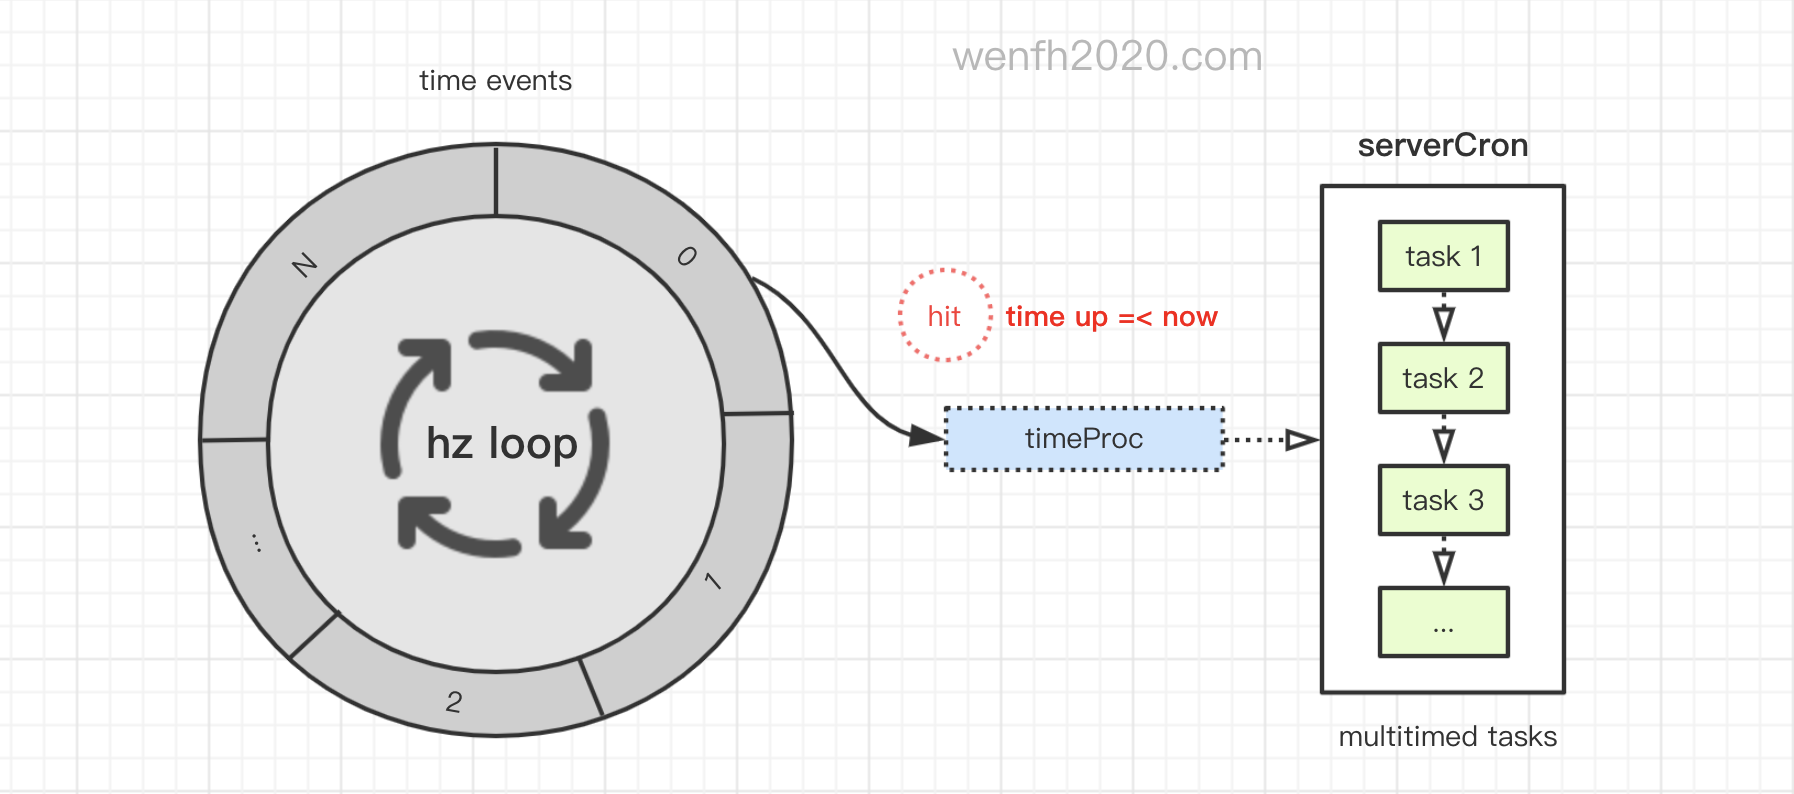 wenfh2020.com
time events
serverCron
N
0
task 1
hit
time up =< now
task 2
hz loop
timeProc
task 3
...
1
...
2
multitimed tasks